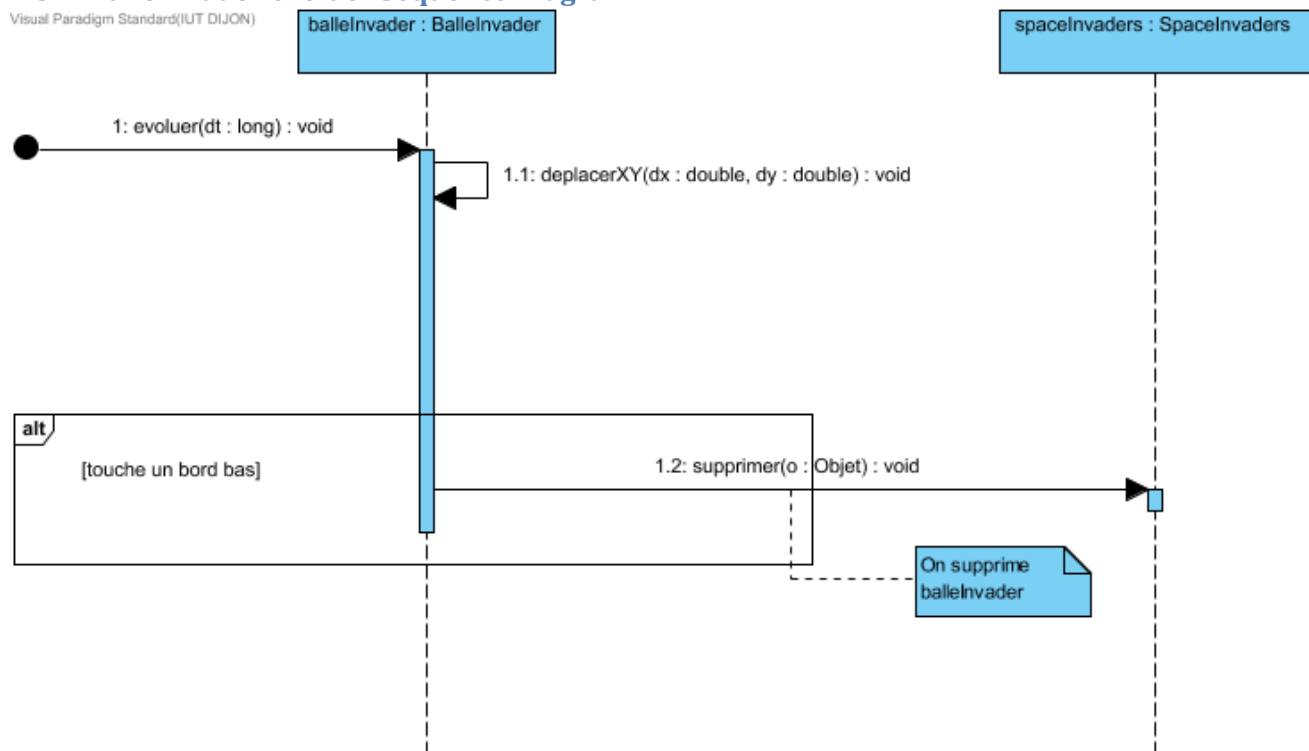 Visual Paradigm Standard(IUT DIJON)
balleInvader : BalleInvader
spaceInvaders : SpaceInvaders
1: evoluer(dt : long) : void
1.1: deplacerXY(dx : double, dy : double) : void
alt
[touche un bord bas]
1.2: supprimer(o : Objet) : void
On supprime
balleInvader